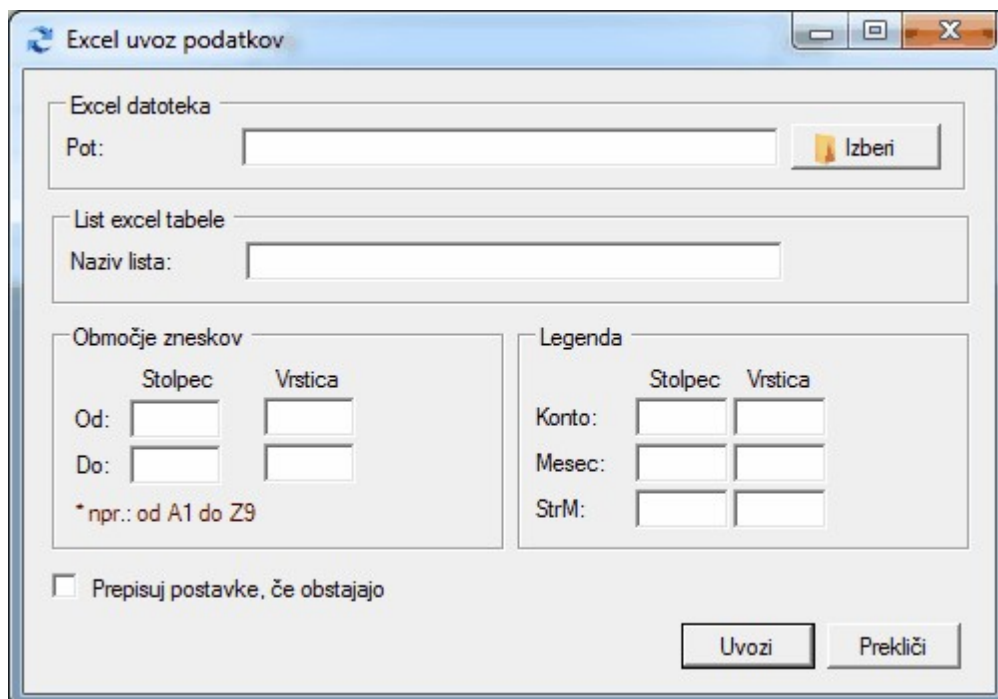 Excel uvoz podatkov
Excel datoteka
Pot:
Izberi
List excel tabele
Naziv lista:
Območje zneskov
Stolpec Vrstica
Od:
Do:
* npr.: od A1 do Z9
Legenda
Stolpec Vrstica
Konto:
Mesec:
StrM:
Prepisuj postavke, če obstajajo
Uvozi Prekliči